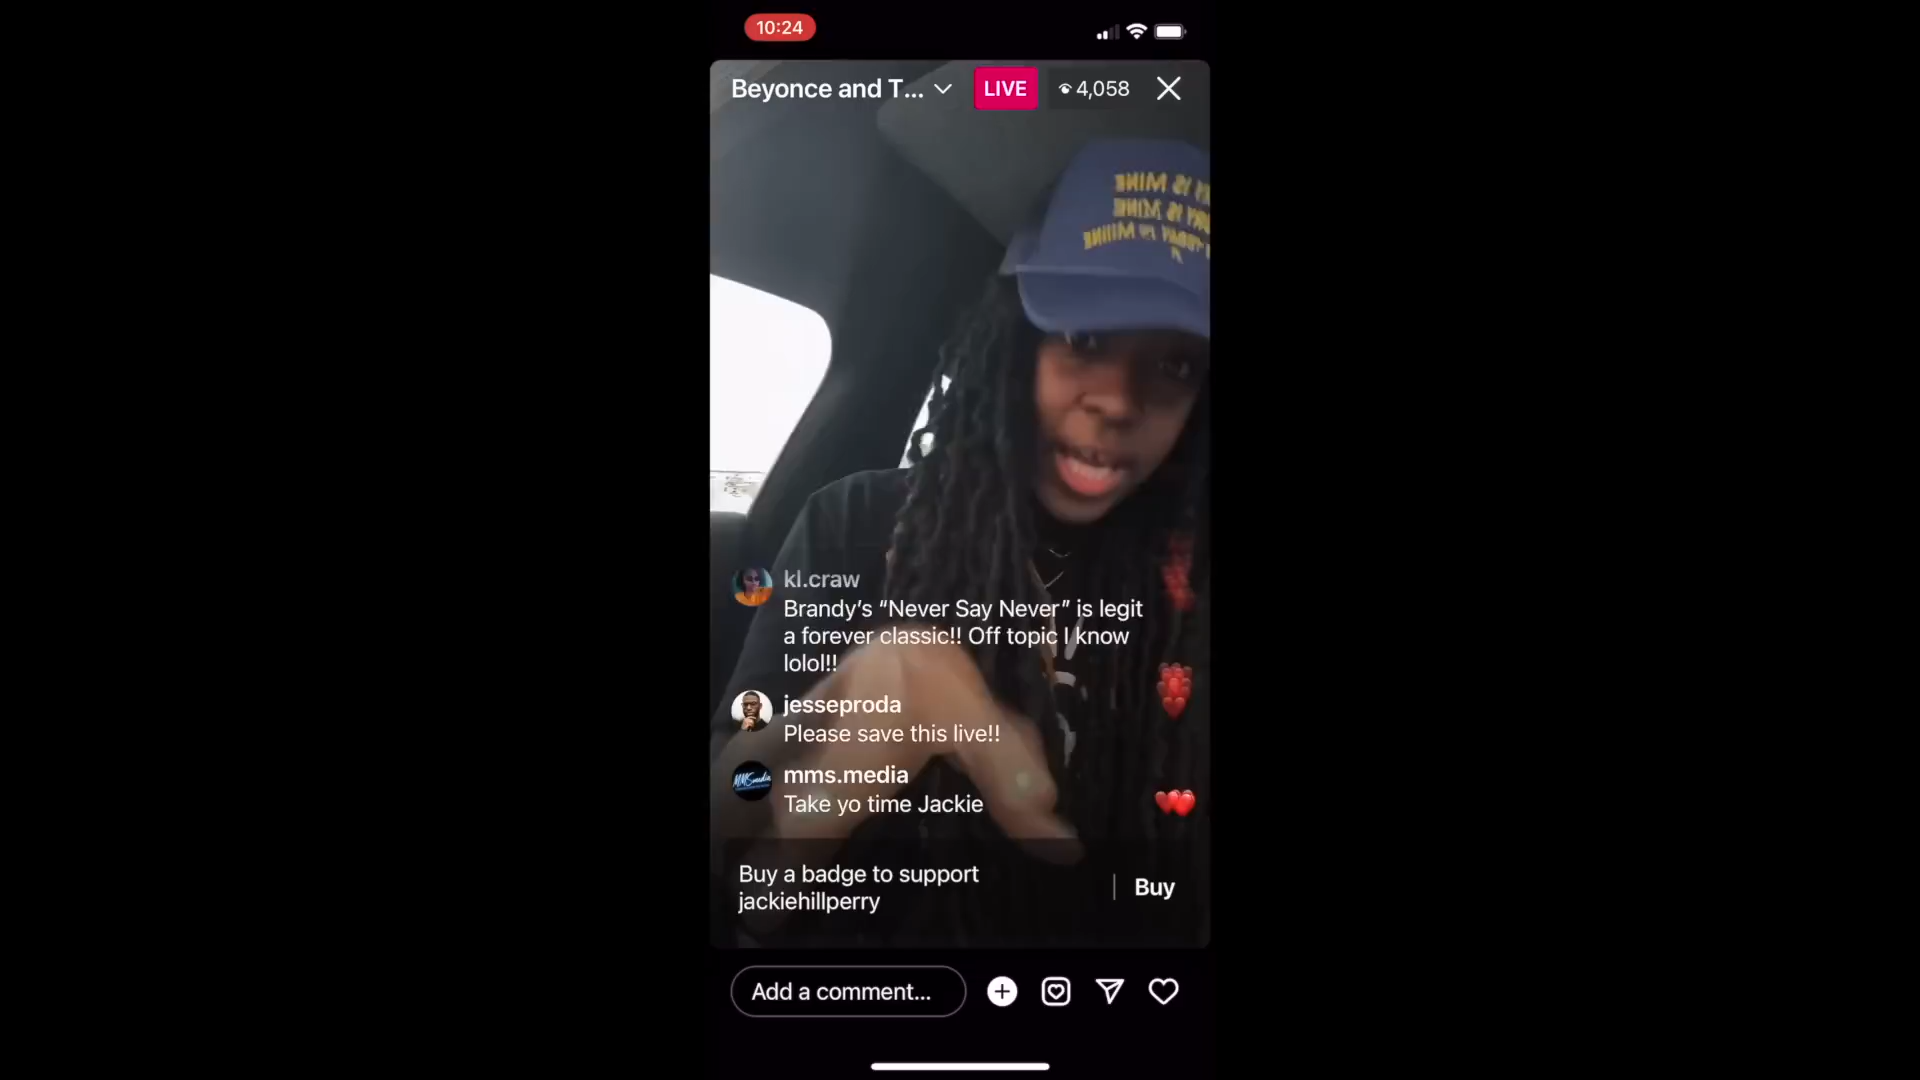 10:24
Beyonce and T...
LIVE
4,058
kl.craw
Brandy’s “Never Say Never” is legit
a forever classic!! Off topic I know
lolol!!
jesseproda
Please save this live!!
mms.media
Take yo time Jackie
Buy a badge to support
jackiehillperry
Buy
Add a comment...